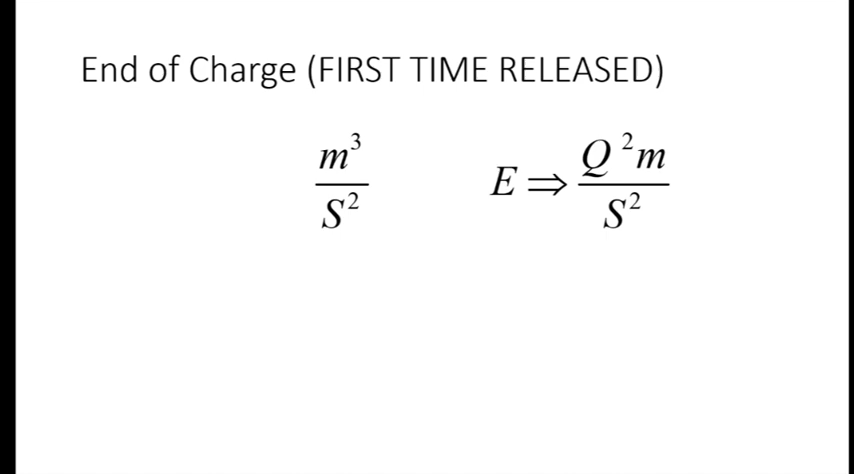 End of Charge (FIRST TIME RELEASED)
m³/S² E⇒Q²m/S²